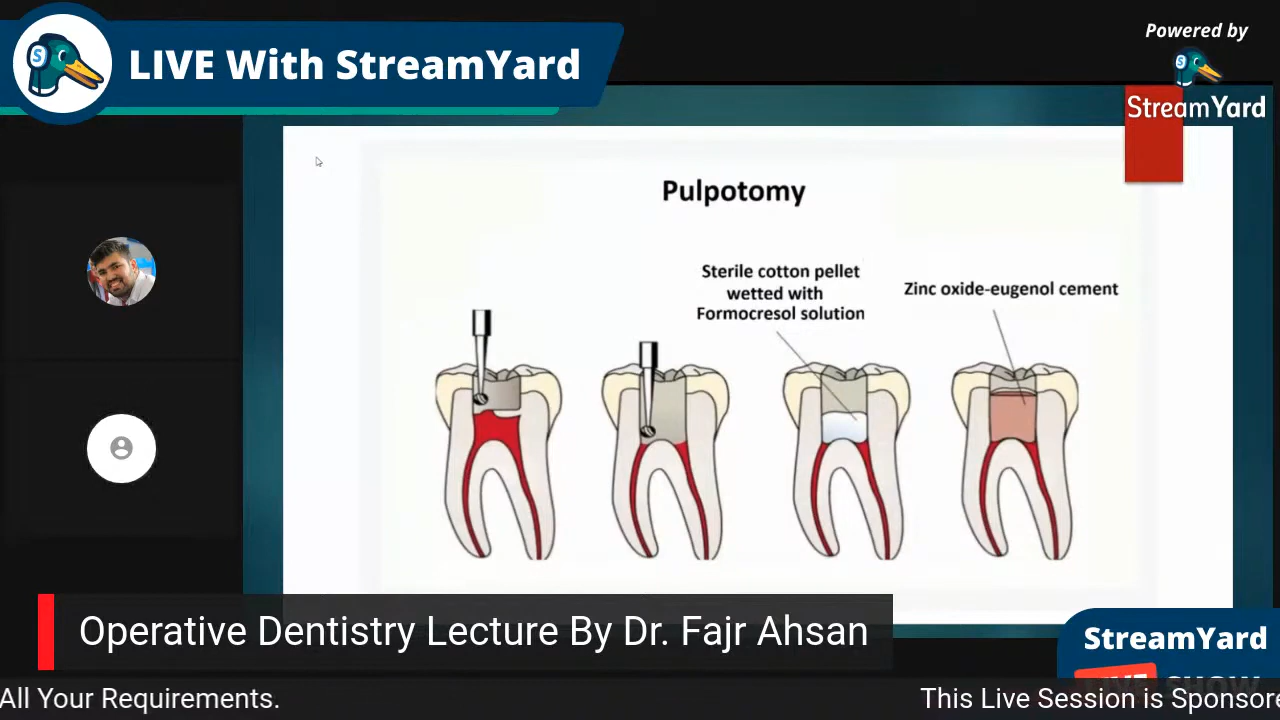 LIVE With StreamYard
Powered by
StreamYard
Pulpotomy
Sterile cotton pellet
wetted with
Formocresol solution
Zinc oxide-eugenol cement
Operative Dentistry Lecture By Dr. Fajr Ahsan
StreamYard
All Your Requirements.
This Live Session is Sponsore